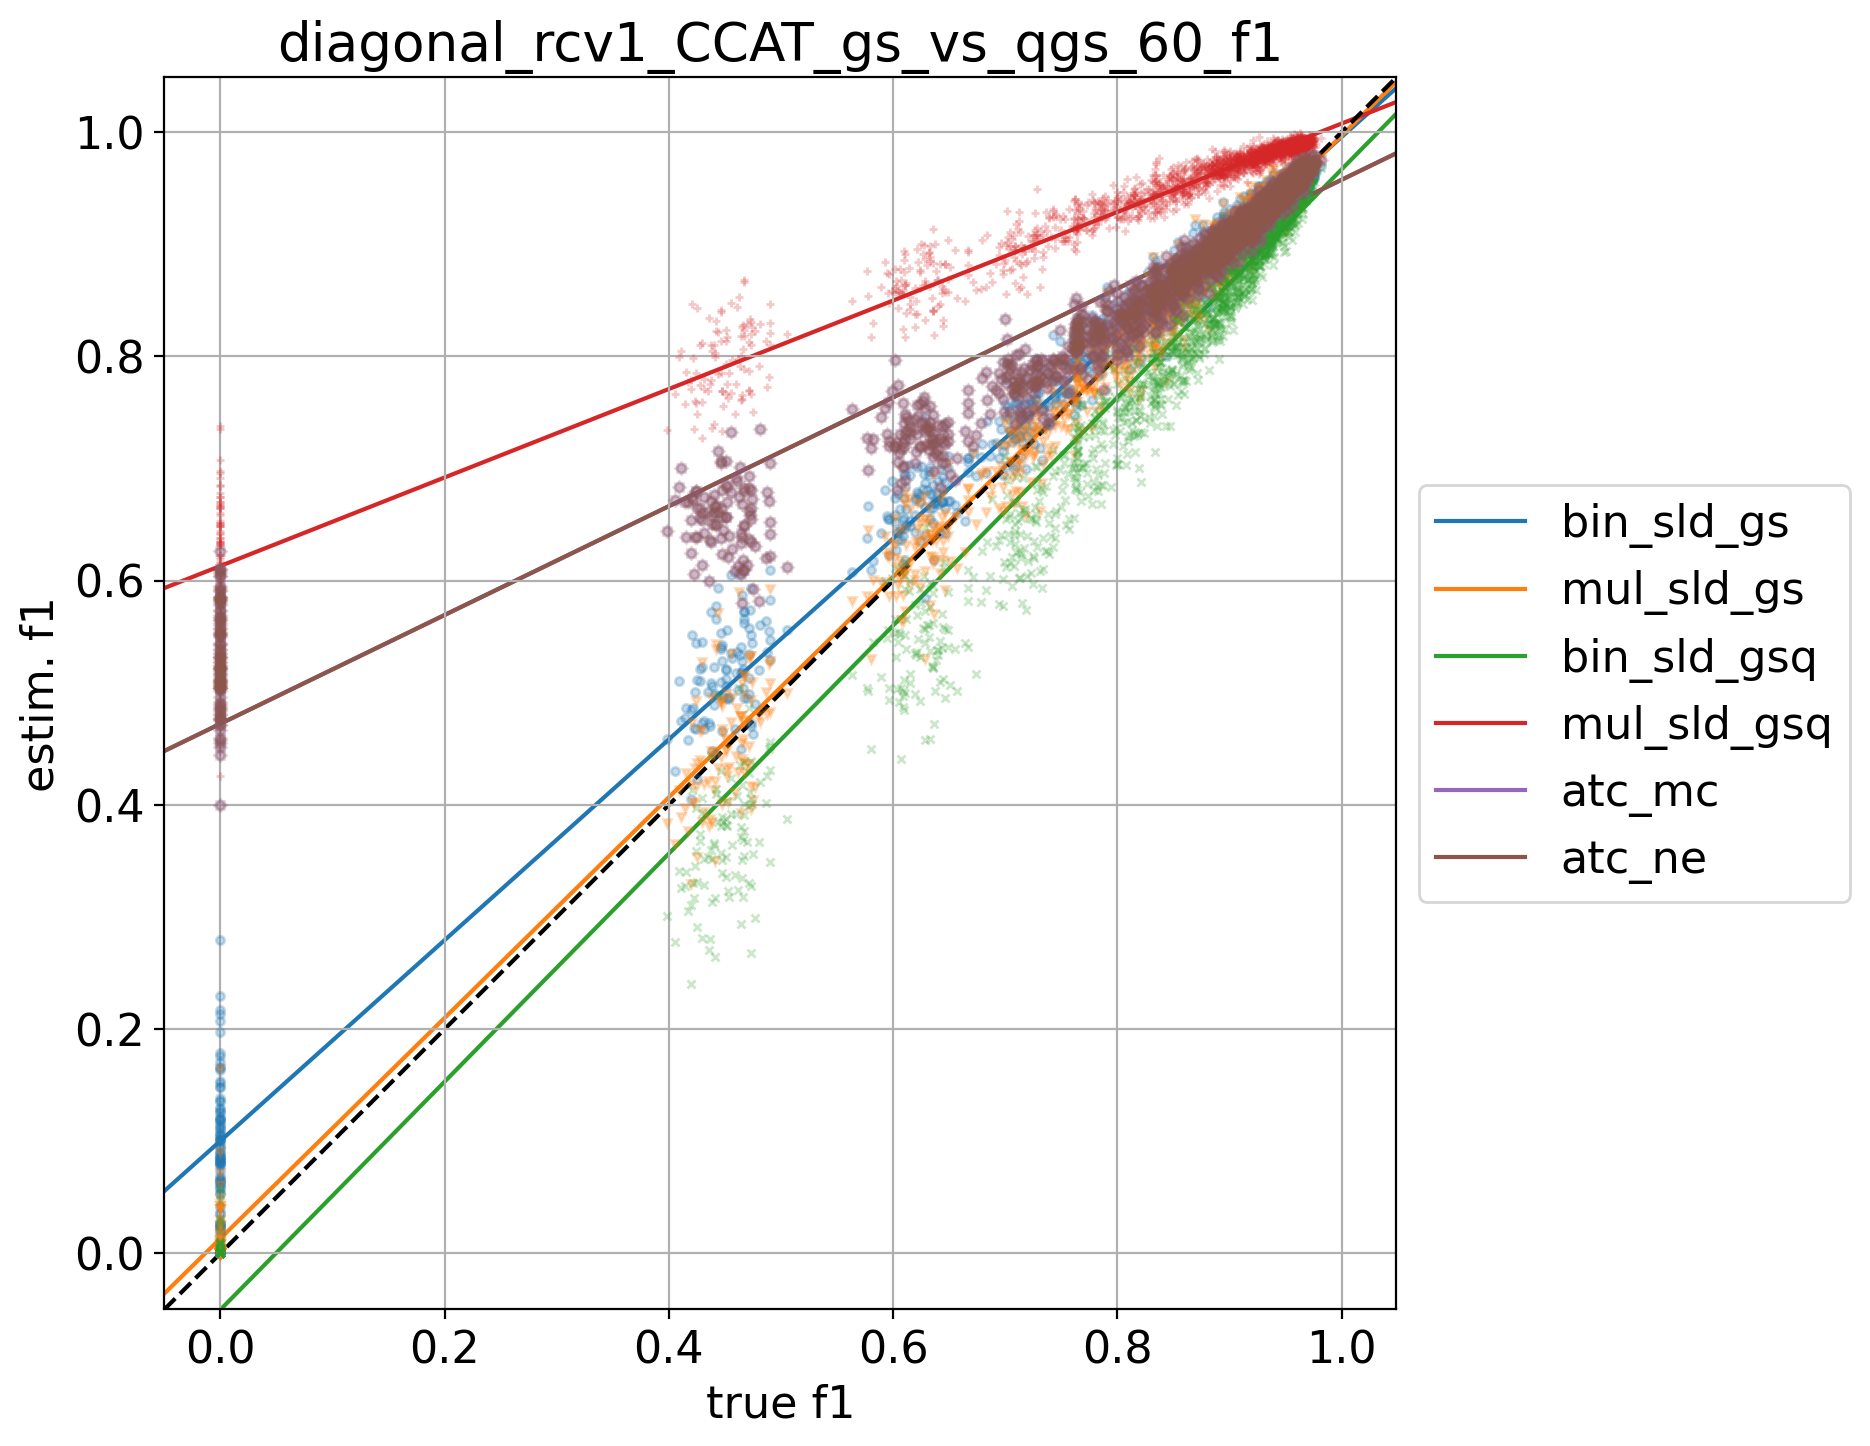 diagonal_rcv1_CCAT_gs_vs_qgs_60_f1
1.0
0.8
0.6
0.4
0.2
0.0
estim. f1
0.0 0.2 0.4 0.6 0.8 1.0
true f1
bin_sld_gs
mul_sld_gs
bin_sld_gsq
mul_sld_gsq
atc_mc
atc_ne